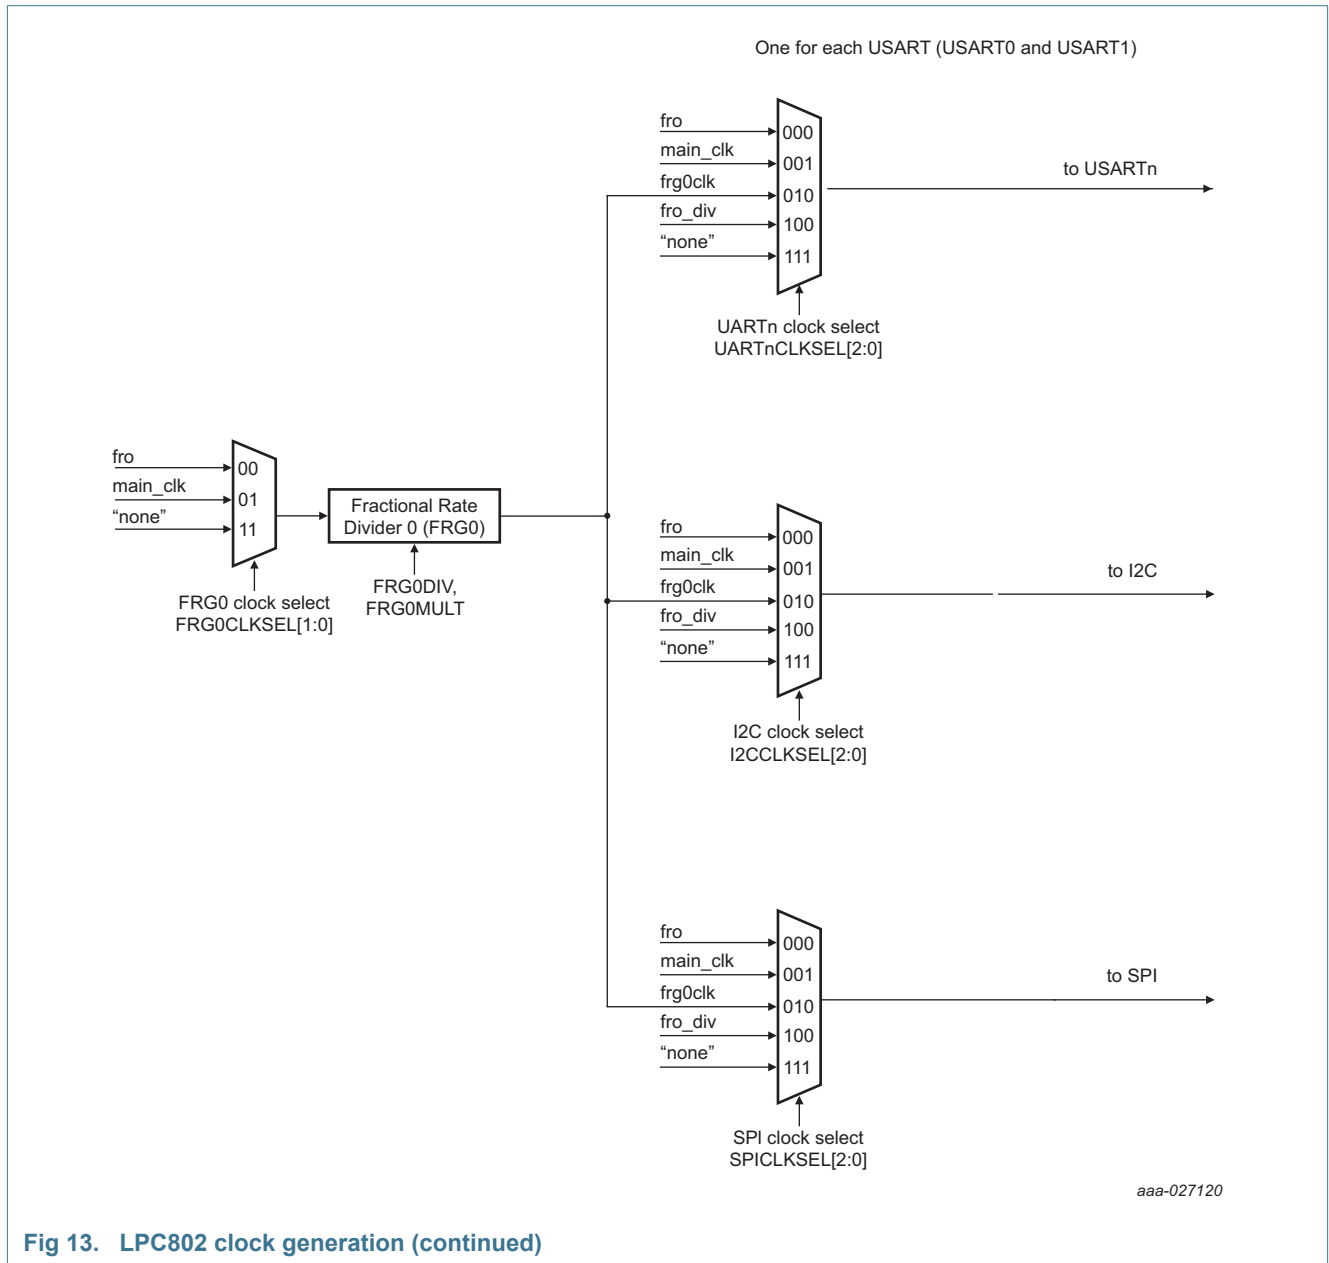 One for each USART (USART0 and USART1)
fro
000
main_clk
001
frg0clk
010
fro_div
100
“none”
111
to USARTn
UARTn clock select
UARTnCLKSEL[2:0]
fro
00
main_clk
01
“none”
11
FRG0 clock select
FRG0CLKSEL[1:0]
Fractional Rate
Divider 0 (FRG0)
FRG0DIV,
FRG0MULT
fro
000
main_clk
001
frg0clk
010
fro_div
100
“none”
111
to I2C
I2C clock select
I2CCLKSEL[2:0]
fro
000
main_clk
001
frg0clk
010
fro_div
100
“none”
111
to SPI
SPI clock select
SPICLKSEL[2:0]
aaa-027120
Fig 13. LPC802 clock generation (continued)